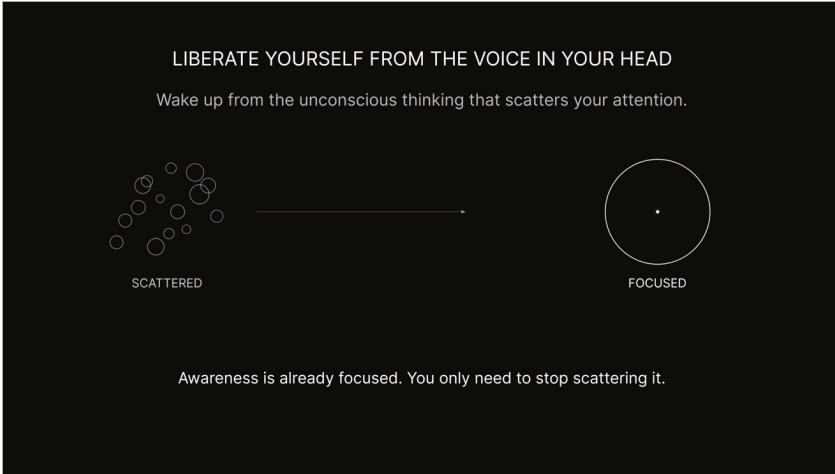 LIBERATE YOURSELF FROM THE VOICE IN YOUR HEAD
Wake up from the unconscious thinking that scatters your attention.
SCATTERED
FOCUSED
Awareness is already focused. You only need to stop scattering it.